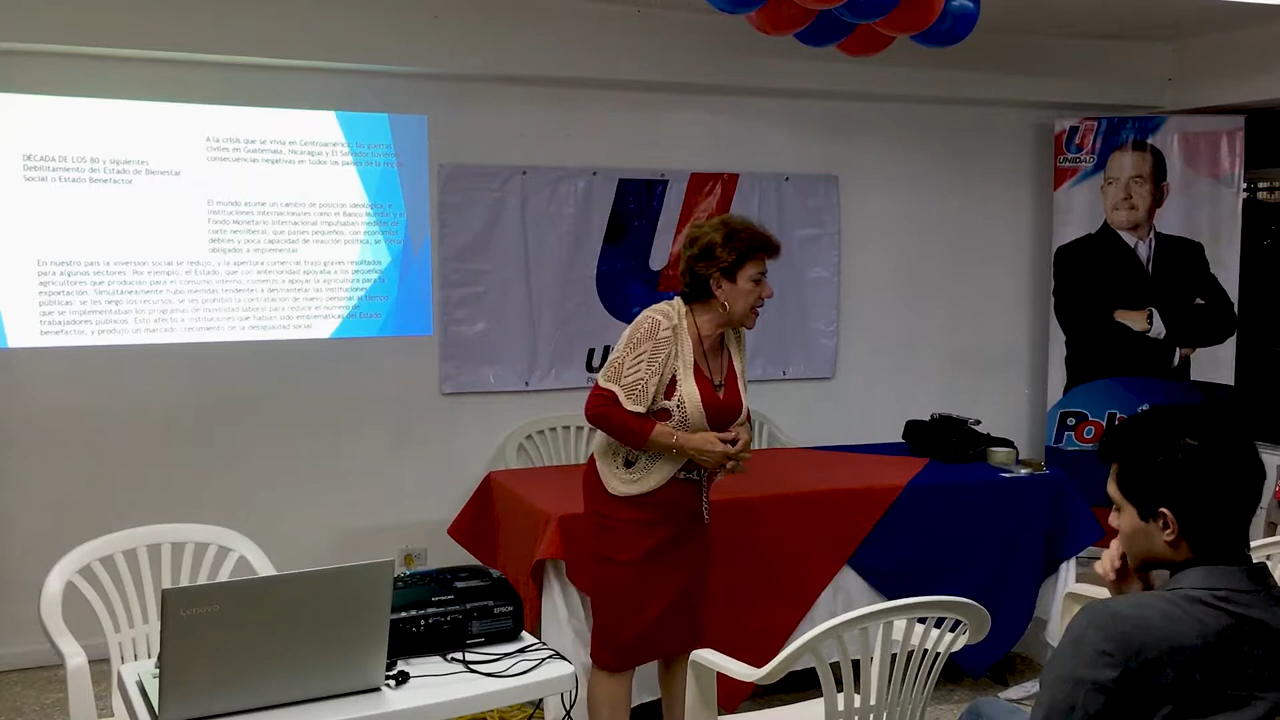 DÉCADA DE LOS 80 y siguientes
Debilitamiento del Estado de Bienestar
Social o Estado Benefactor
A la crisis que se vivía en Centroamérica: las guerras
civiles en Guatemala, Nicaragua y El Salvador tuvieron
consecuencias negativas en todos los países de la región
El mundo asume un cambio de posición ideológica, e
instituciones internacionales como el Banco Mundial y el
Fondo Monetario Internacional impulsaban medidas de
corte neoliberal, que países pequeños, con economías
débiles y poca capacidad de reacción política, se vieron
obligados a implementar
En nuestro país la inversión social se redujo, y la apertura comercial trajo graves resultados
para algunos sectores. Por ejemplo, el Estado, que con anterioridad apoyaba a los pequeños
agricultores que producían para el consumo interno, comenzó a apoyar la agricultura para la
exportación. Simultáneamente hubo medidas tendentes a desmantelar las instituciones
públicas: se les negó los recursos, se les prohibió la contratación de nuevo personal al tiempo
que se implementaban los programas de movilidad laboral para reducir el número de
trabajadores públicos. Esto afectó a instituciones que habían sido emblemáticas del Estado
benefactor, y produjo un marcado crecimiento de la desigualdad social
U
U
UNIDAD
Lenovo
EPSON
EPSON